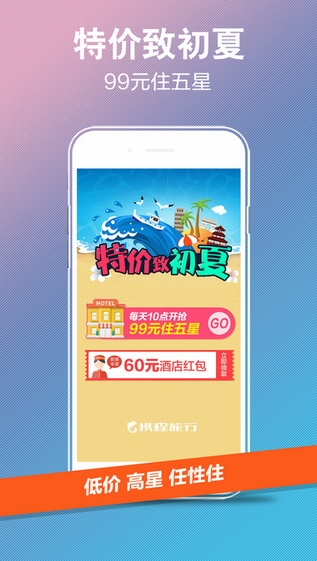 特价致初夏
99元住五星
特价致初夏
HOTEL
每天10点开抢
99元住五星
GO
60元酒店红包
立即领取
携程旅行
低价 高星 任性住